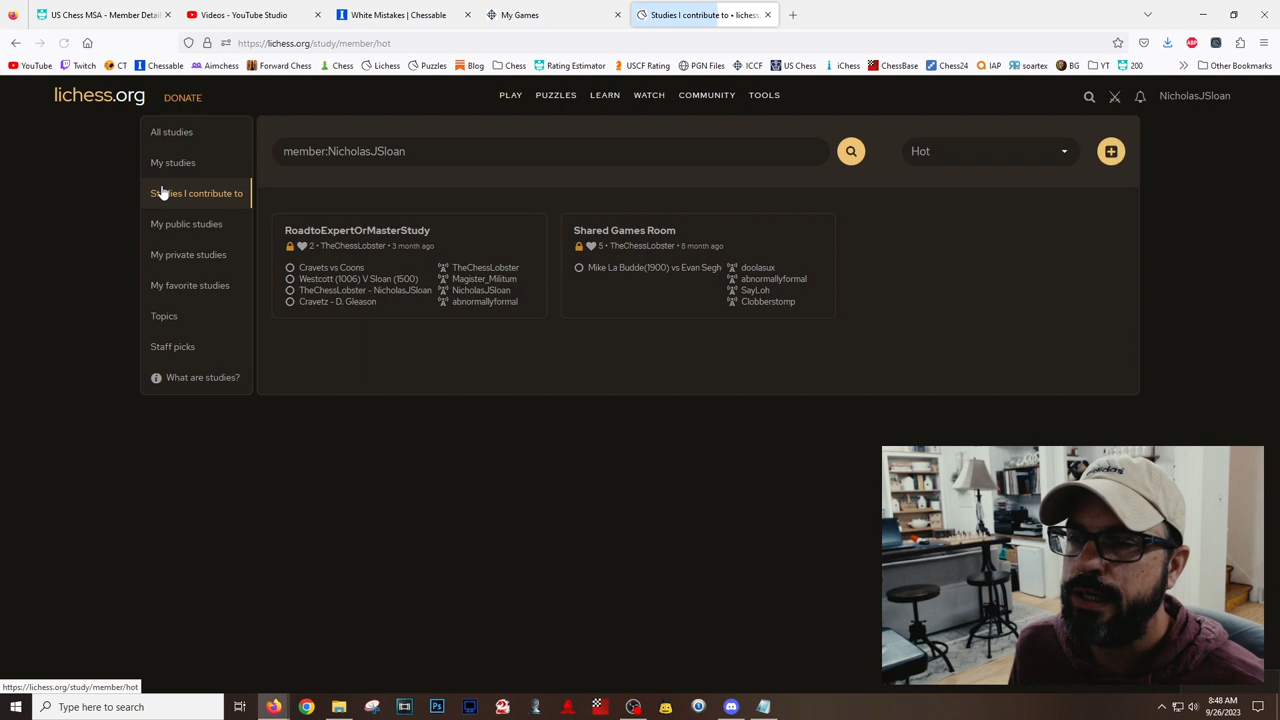 US Chess MSA - Member Detai
Videos - YouTube Studio
White Mistakes | Chessable
My Games
Studies I contribute to • lichess.
https://lichess.org/study/member/hot
YouTube
Twitch
CT
Chessable
Aimchess
Forward Chess
Chess
Lichess
Puzzles
Blog
Chess
Rating Estimator
USCF Rating
PGN Files
ICCF
US Chess
iChess
ChessBase
Chess24
IAP
soartex
BG
YT
200
Other Bookmarks
lichess.org
DONATE
PLAY
PUZZLES
LEARN
WATCH
COMMUNITY
TOOLS
NicholasJSloan
All studies
My studies
Studies I contribute to
My public studies
My private studies
My favorite studies
Topics
Staff picks
What are studies?
member:NicholasJSloan
Hot
RoadtoExpertOrMasterStudy
2 • TheChessLobster • 3 month ago
Cravets vs Coons
Westcott (1006) V Sloan (1500)
TheChessLobster - NicholasJSloan
Cravetz - D. Gleason
TheChessLobster
Magister_Militum
NicholasJSloan
abnormallyformal
Shared Games Room
5 • TheChessLobster • 8 month ago
Mike La Budde(1900) vs Evan Segh
doolasux
abnormallyformal
SayLoh
Clobberstomp
https://lichess.org/study/member/hot
Type here to search
8:48 AM
9/26/2023